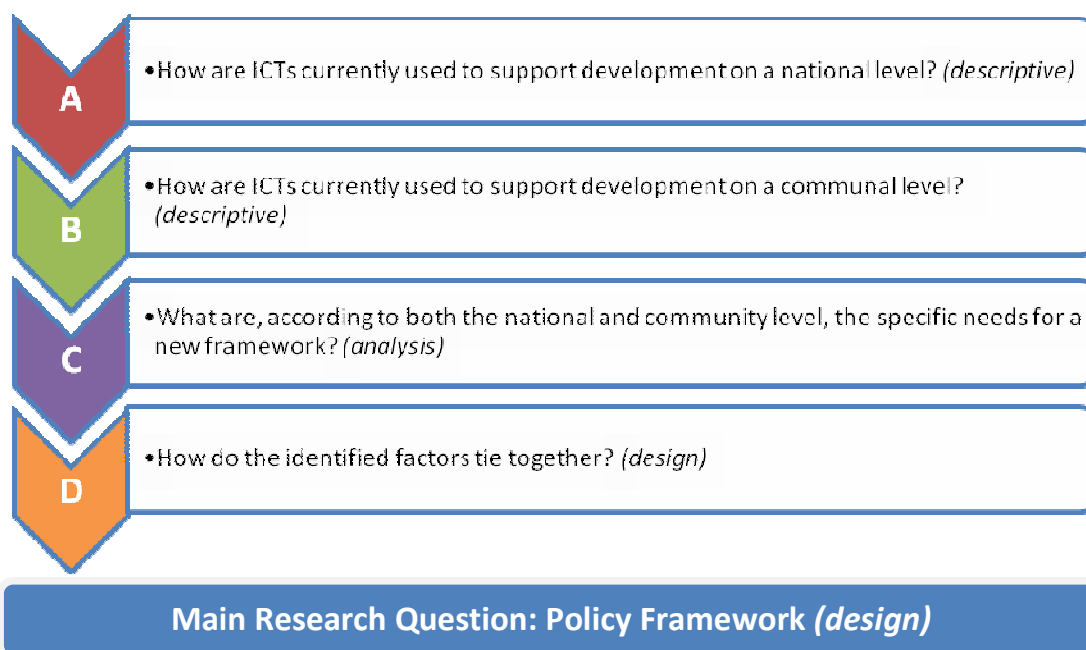 A
•How are ICTs currently used to support development on a national level? (descriptive)
B
•How are ICTs currently used to support development on a communal level?
(descriptive)
C
•What are, according to both the national and community level, the specific needs for a
new framework? (analysis)
D
•How do the identified factors tie together? (design)
Main Research Question: Policy Framework (design)